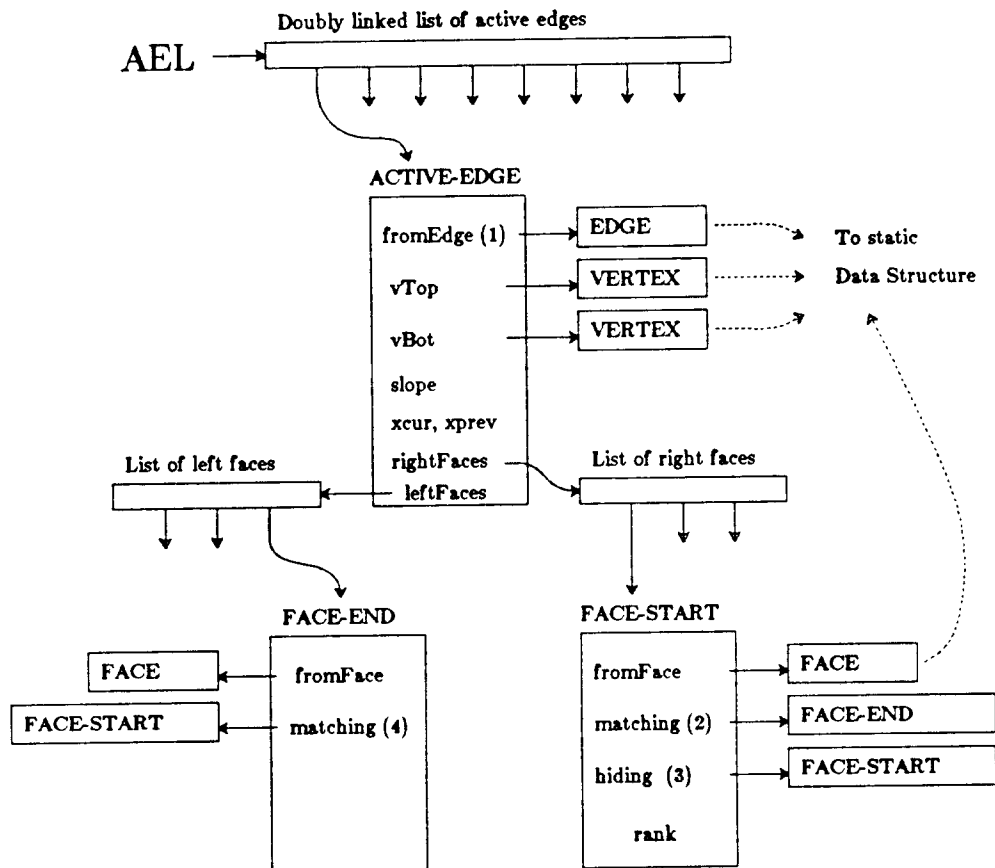 Doubly linked list of active edges
AEL
ACTIVE-EDGE
fromEdge (1)
EDGE
To static
vTop
VERTEX
Data Structure
vBot
VERTEX
slope
xcur, xprev
List of left faces
rightFaces
List of right faces
leftFaces
FACE-END
FACE-START
FACE
fromFace
fromFace
FACE
FACE-START
matching (4)
matching (2)
FACE-END
hiding (3)
FACE-START
rank